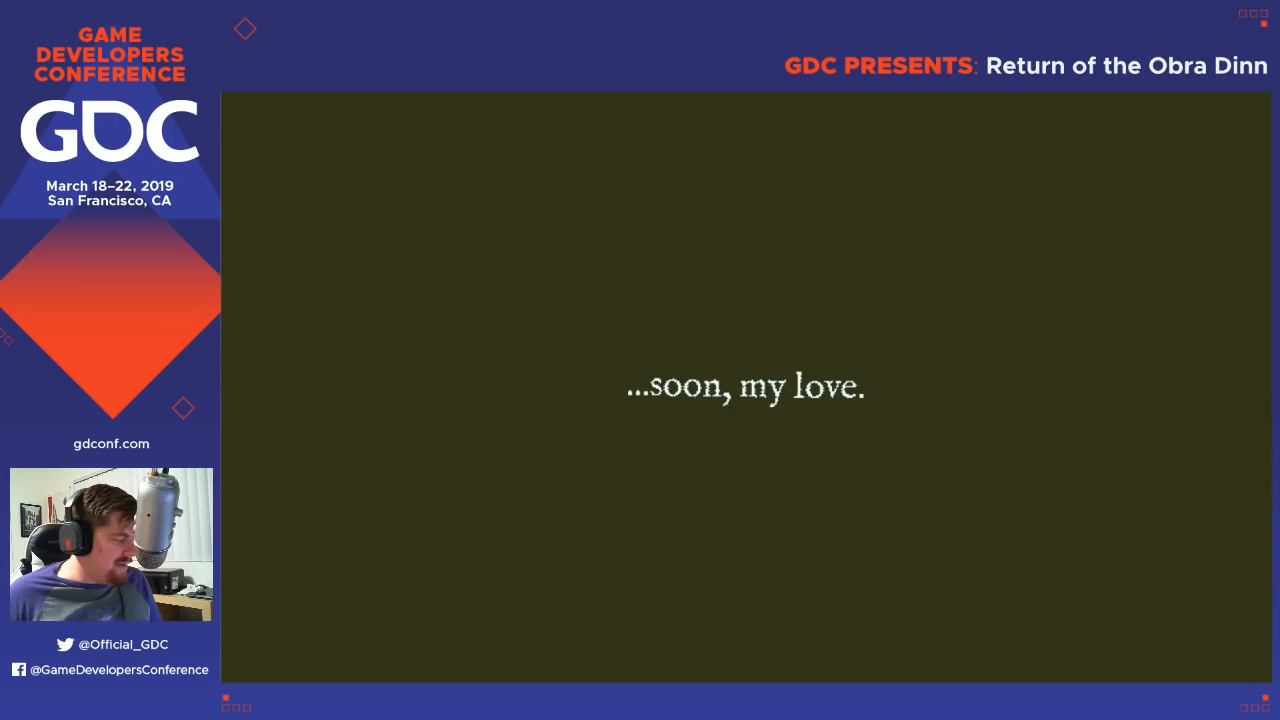 GAME
DEVELOPERS
CONFERENCE
GDC
March 18–22, 2019
San Francisco, CA
gdconf.com
@Official_GDC
@GameDevelopersConference
GDC PRESENTS: Return of the Obra Dinn
...soon, my love.